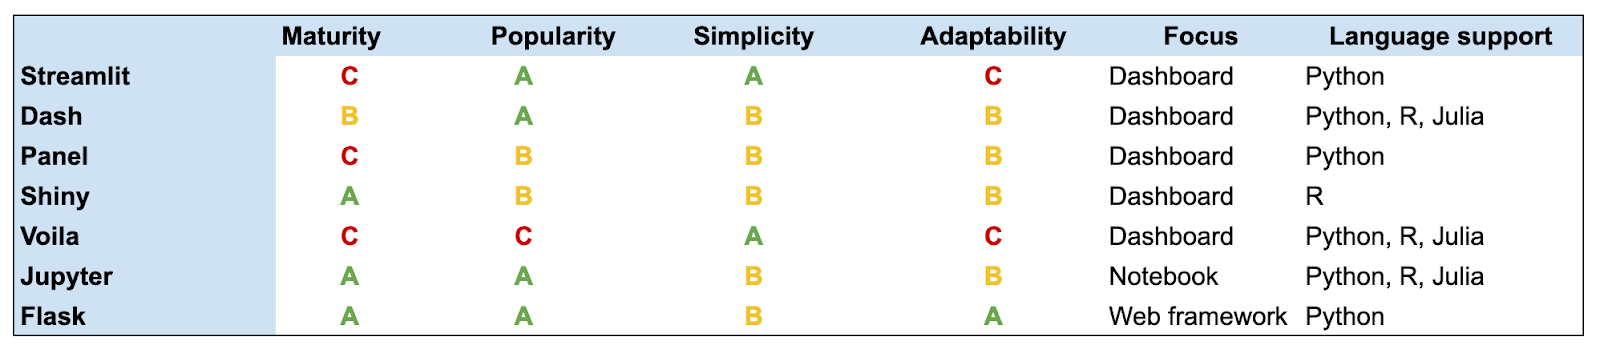 Maturity Popularity Simplicity Adaptability Focus Language support
Streamlit C A A C Dashboard Python
Dash B A B B Dashboard Python, R, Julia
Panel C B B B Dashboard Python
Shiny A B B B Dashboard R
Voila C C A C Dashboard Python, R, Julia
Jupyter A A B B Notebook Python, R, Julia
Flask A A B A Web framework Python